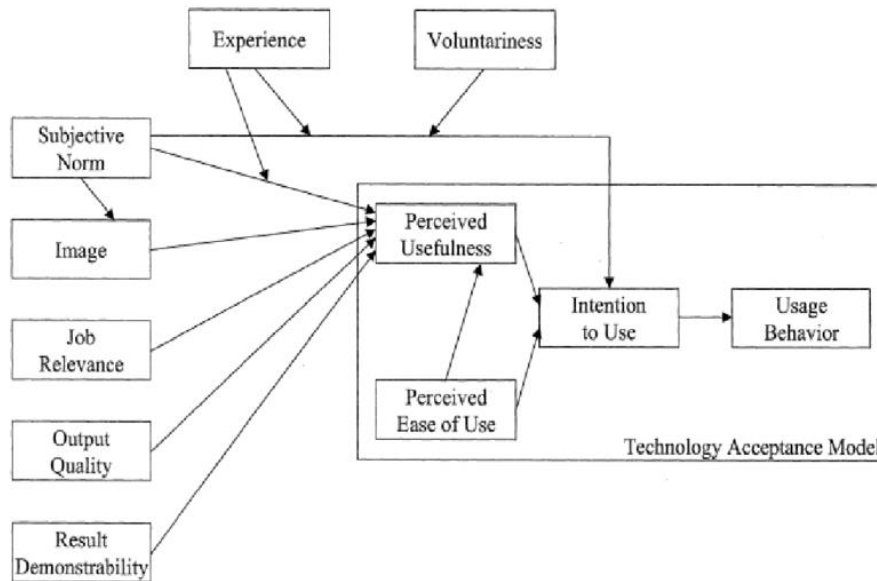 Experience
Voluntariness
Subjective
Norm
Image
Perceived
Usefulness
Job
Relevance
Intention
to Use
Usage
Behavior
Perceived
Ease of Use
Output
Quality
Technology Acceptance Model
Result
Demonstrability